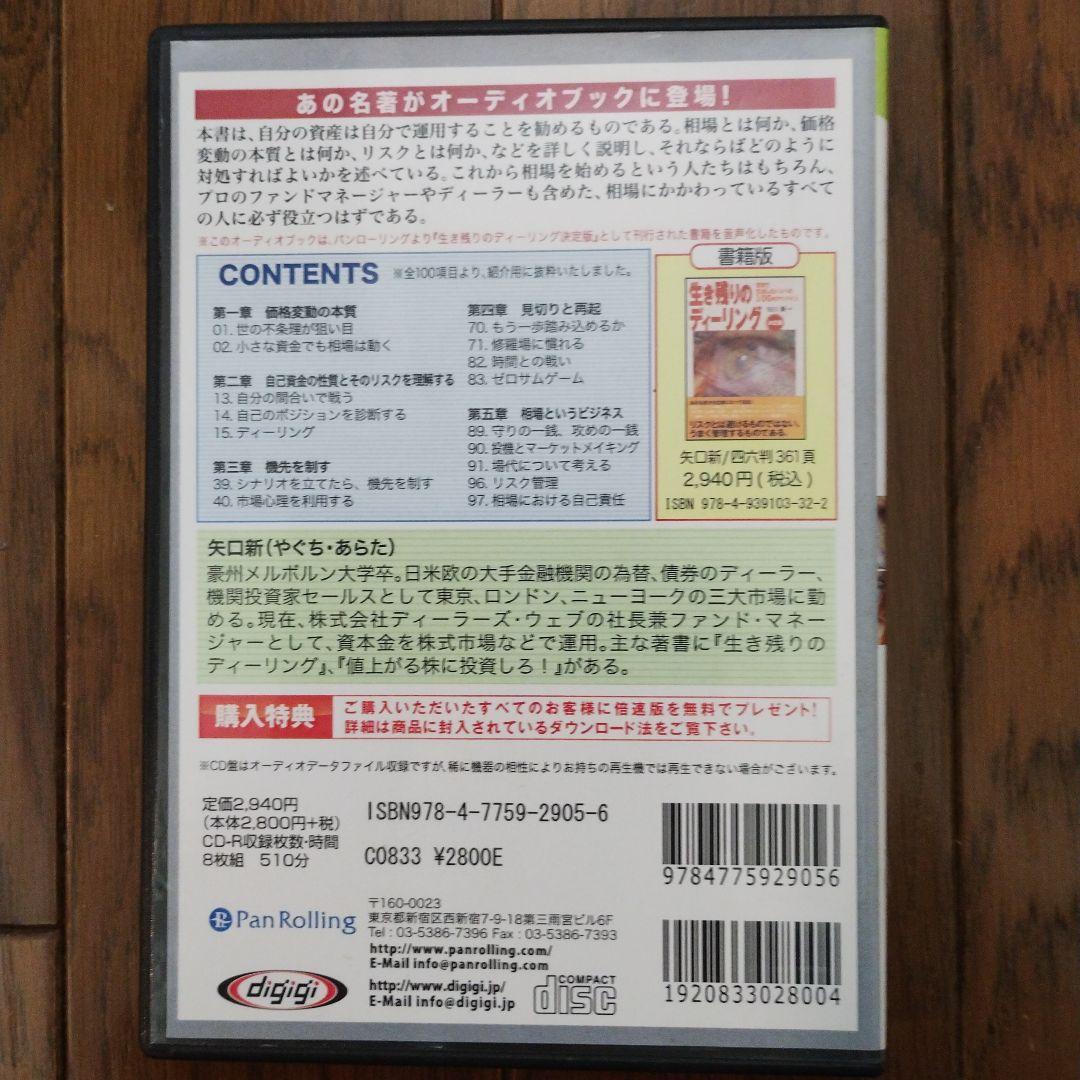 あの名著がオーディオブックに登場！
本書は、自分の資産は自分で運用することを勧めるものである。相場とは何か、価格
変動の本質とは何か、リスクとは何か、などを詳しく説明し、それならばどのように
対処すればよいかを述べている。これから相場を始めるという人たちはもちろん、
プロのファンドマネージャーやディーラーも含めた、相場にかかわっているすべて
の人に必ず役立つはずである。
※このオーディオブックは、パンローリングより『生き残りのディーリング決定版』として刊行された書籍を音声化したものです。
CONTENTS ※全100項目より、紹介用に抜粋いたしました。
第一章 価格変動の本質
01. 世の不条理が狙い目
02. 小さな資金でも相場は動く
第二章 自己資金の性質とそのリスクを理解する
13. 自分の間合いで戦う
14. 自己のポジションを診断する
15. ディーリング
第三章 機先を制す
39. シナリオを立てたら、機先を制す
40. 市場心理を利用する
第四章 見切りと再起
70. もう一歩踏み込めるか
71. 修羅場に慣れる
82. 時間との戦い
83. ゼロサムゲーム
第五章 相場というビジネス
89. 守りの一銭、攻めの一銭
90. 投機とマーケットメイキング
91. 場代について考える
96. リスク管理
97. 相場における自己責任
書籍版
生き残りの
ディーリング
リスクとは避けるものではない。
うまく管理するものである。
矢口新/四六判 361頁
2,940円(税込)
ISBN 978-4-939103-32-2
矢口新(やぐち・あらた)
豪州メルボルン大学卒。日米欧の大手金融機関の為替、債券のディーラー、
機関投資家セールスとして東京、ロンドン、ニューヨークの三大市場に勤
める。現在、株式会社ディーラーズ・ウェブの社長兼ファンド・マネー
ジャーとして、資本金を株式市場などで運用。主な著書に『生き残りの
ディーリング』、『値上がる株に投資しろ！』がある。
購入特典
ご購入いただいたすべてのお客様に倍速版を無料でプレゼント！
詳細は商品に封入されているダウンロード法をご覧下さい。
※CD盤はオーディオデータファイル収録ですが、稀に機器の相性によりお持ちの再生機では再生できない場合がございます。
定価2,940円
(本体2,800円+税)
CD-R収録枚数・時間
8枚組 510分
ISBN978-4-7759-2905-6
C0833 ¥2800E
9784775929056
1920833028004
Pan Rolling
〒160-0023
東京都新宿区西新宿7-9-18第三雨宮ビル6F
Tel : 03-5386-7396 Fax : 03-5386-7393
http://www.panrolling.com/
E-Mail info@panrolling.com
digigi
http://www.digigi.jp/
E-Mail info@digigi.jp
COMPACT
disc